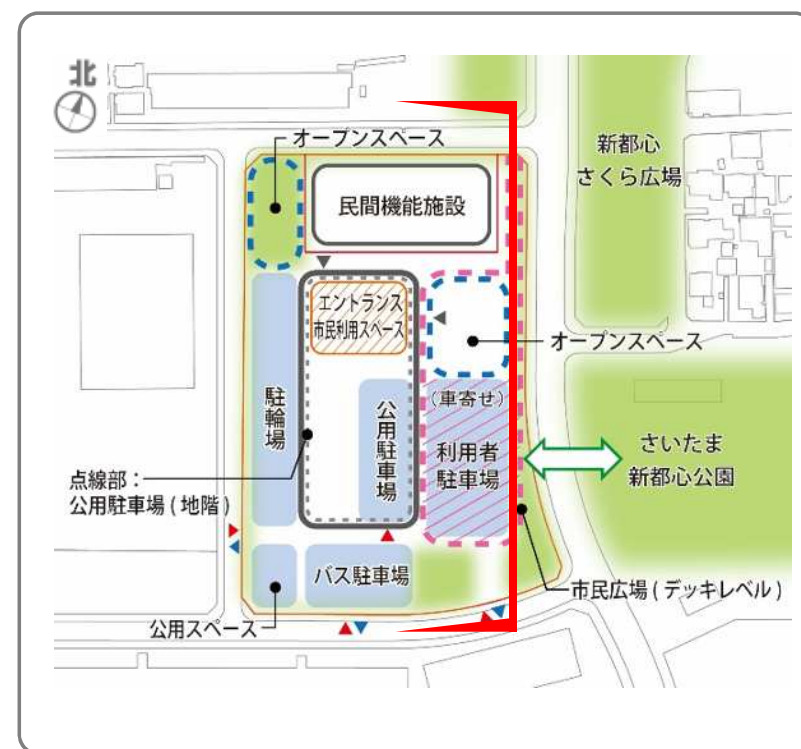 北
オープンスペース
新都心
さくら広場
民間機能施設
エントランス
市民利用スペース
オープンスペース
駐輪場
公用駐車場
(車寄せ)
利用者
駐車場
さいたま
新都心公園
点線部：
公用駐車場(地階)
バス駐車場
市民広場(デッキレベル)
公用スペース